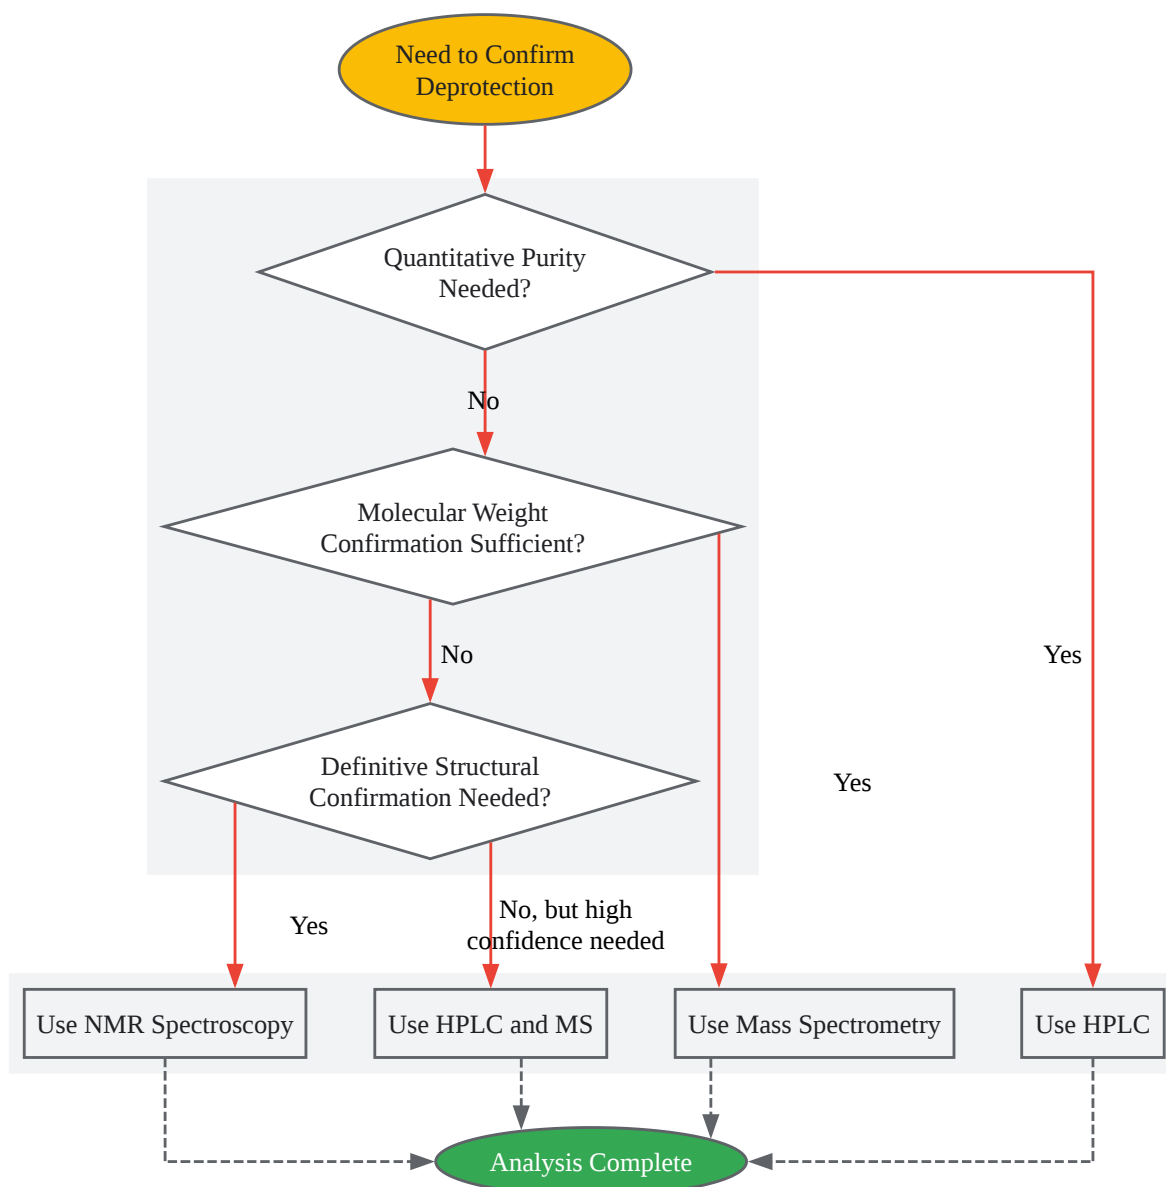 Need to Confirm
Deprotection
Quantitative Purity
Needed?
No
Molecular Weight
Confirmation Sufficient?
No
Yes
Definitive Structural
Confirmation Needed?
Yes
Yes
No, but high
confidence needed
Use NMR Spectroscopy
Use HPLC and MS
Use Mass Spectrometry
Use HPLC
Analysis Complete